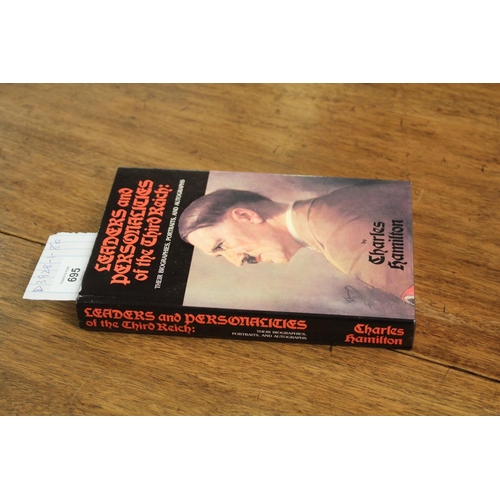 LEADERS and
PERSONALITIES
of the Third Reich:
THEIR BIOGRAPHIES, PORTRAITS, AND AUTOGRAPHS
by
Charles
Hamilton
LEADERS and PERSONALITIES
of the Third Reich:
THEIR BIOGRAPHIES,
PORTRAITS, AND AUTOGRAPHS
Charles
Hamilton
695